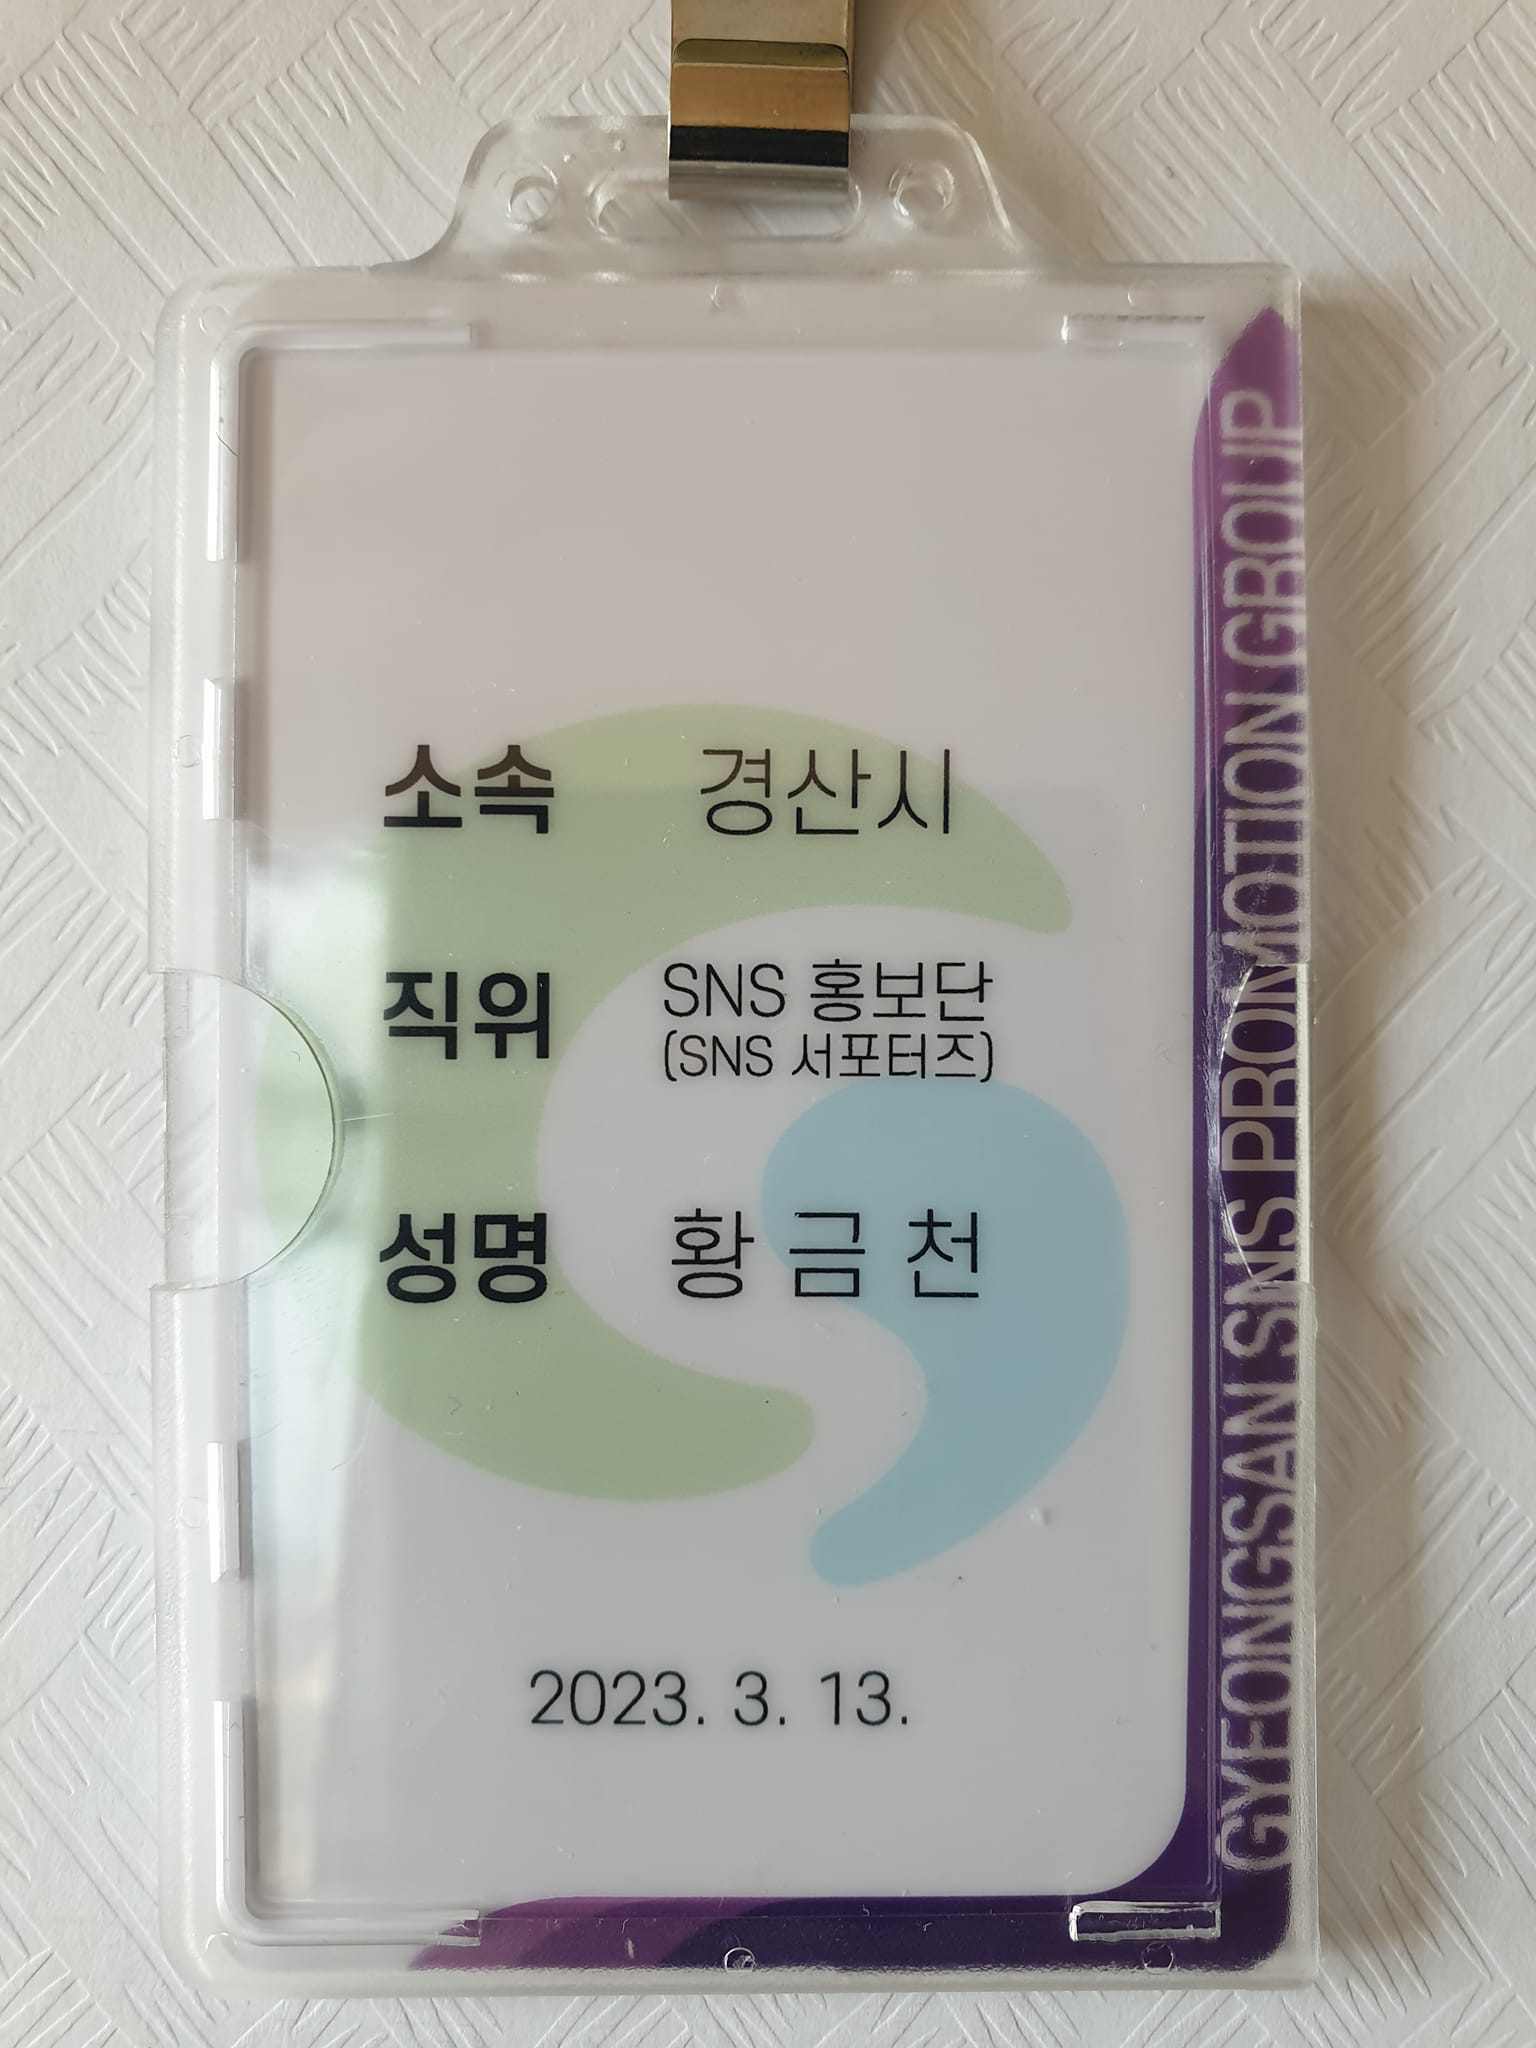 소속 경산시
직위 SNS 홍보단
(SNS 서포터즈)
성명 황 금 천
2023. 3. 13.
GYEONGSAN SNS PROMOTION GROUP